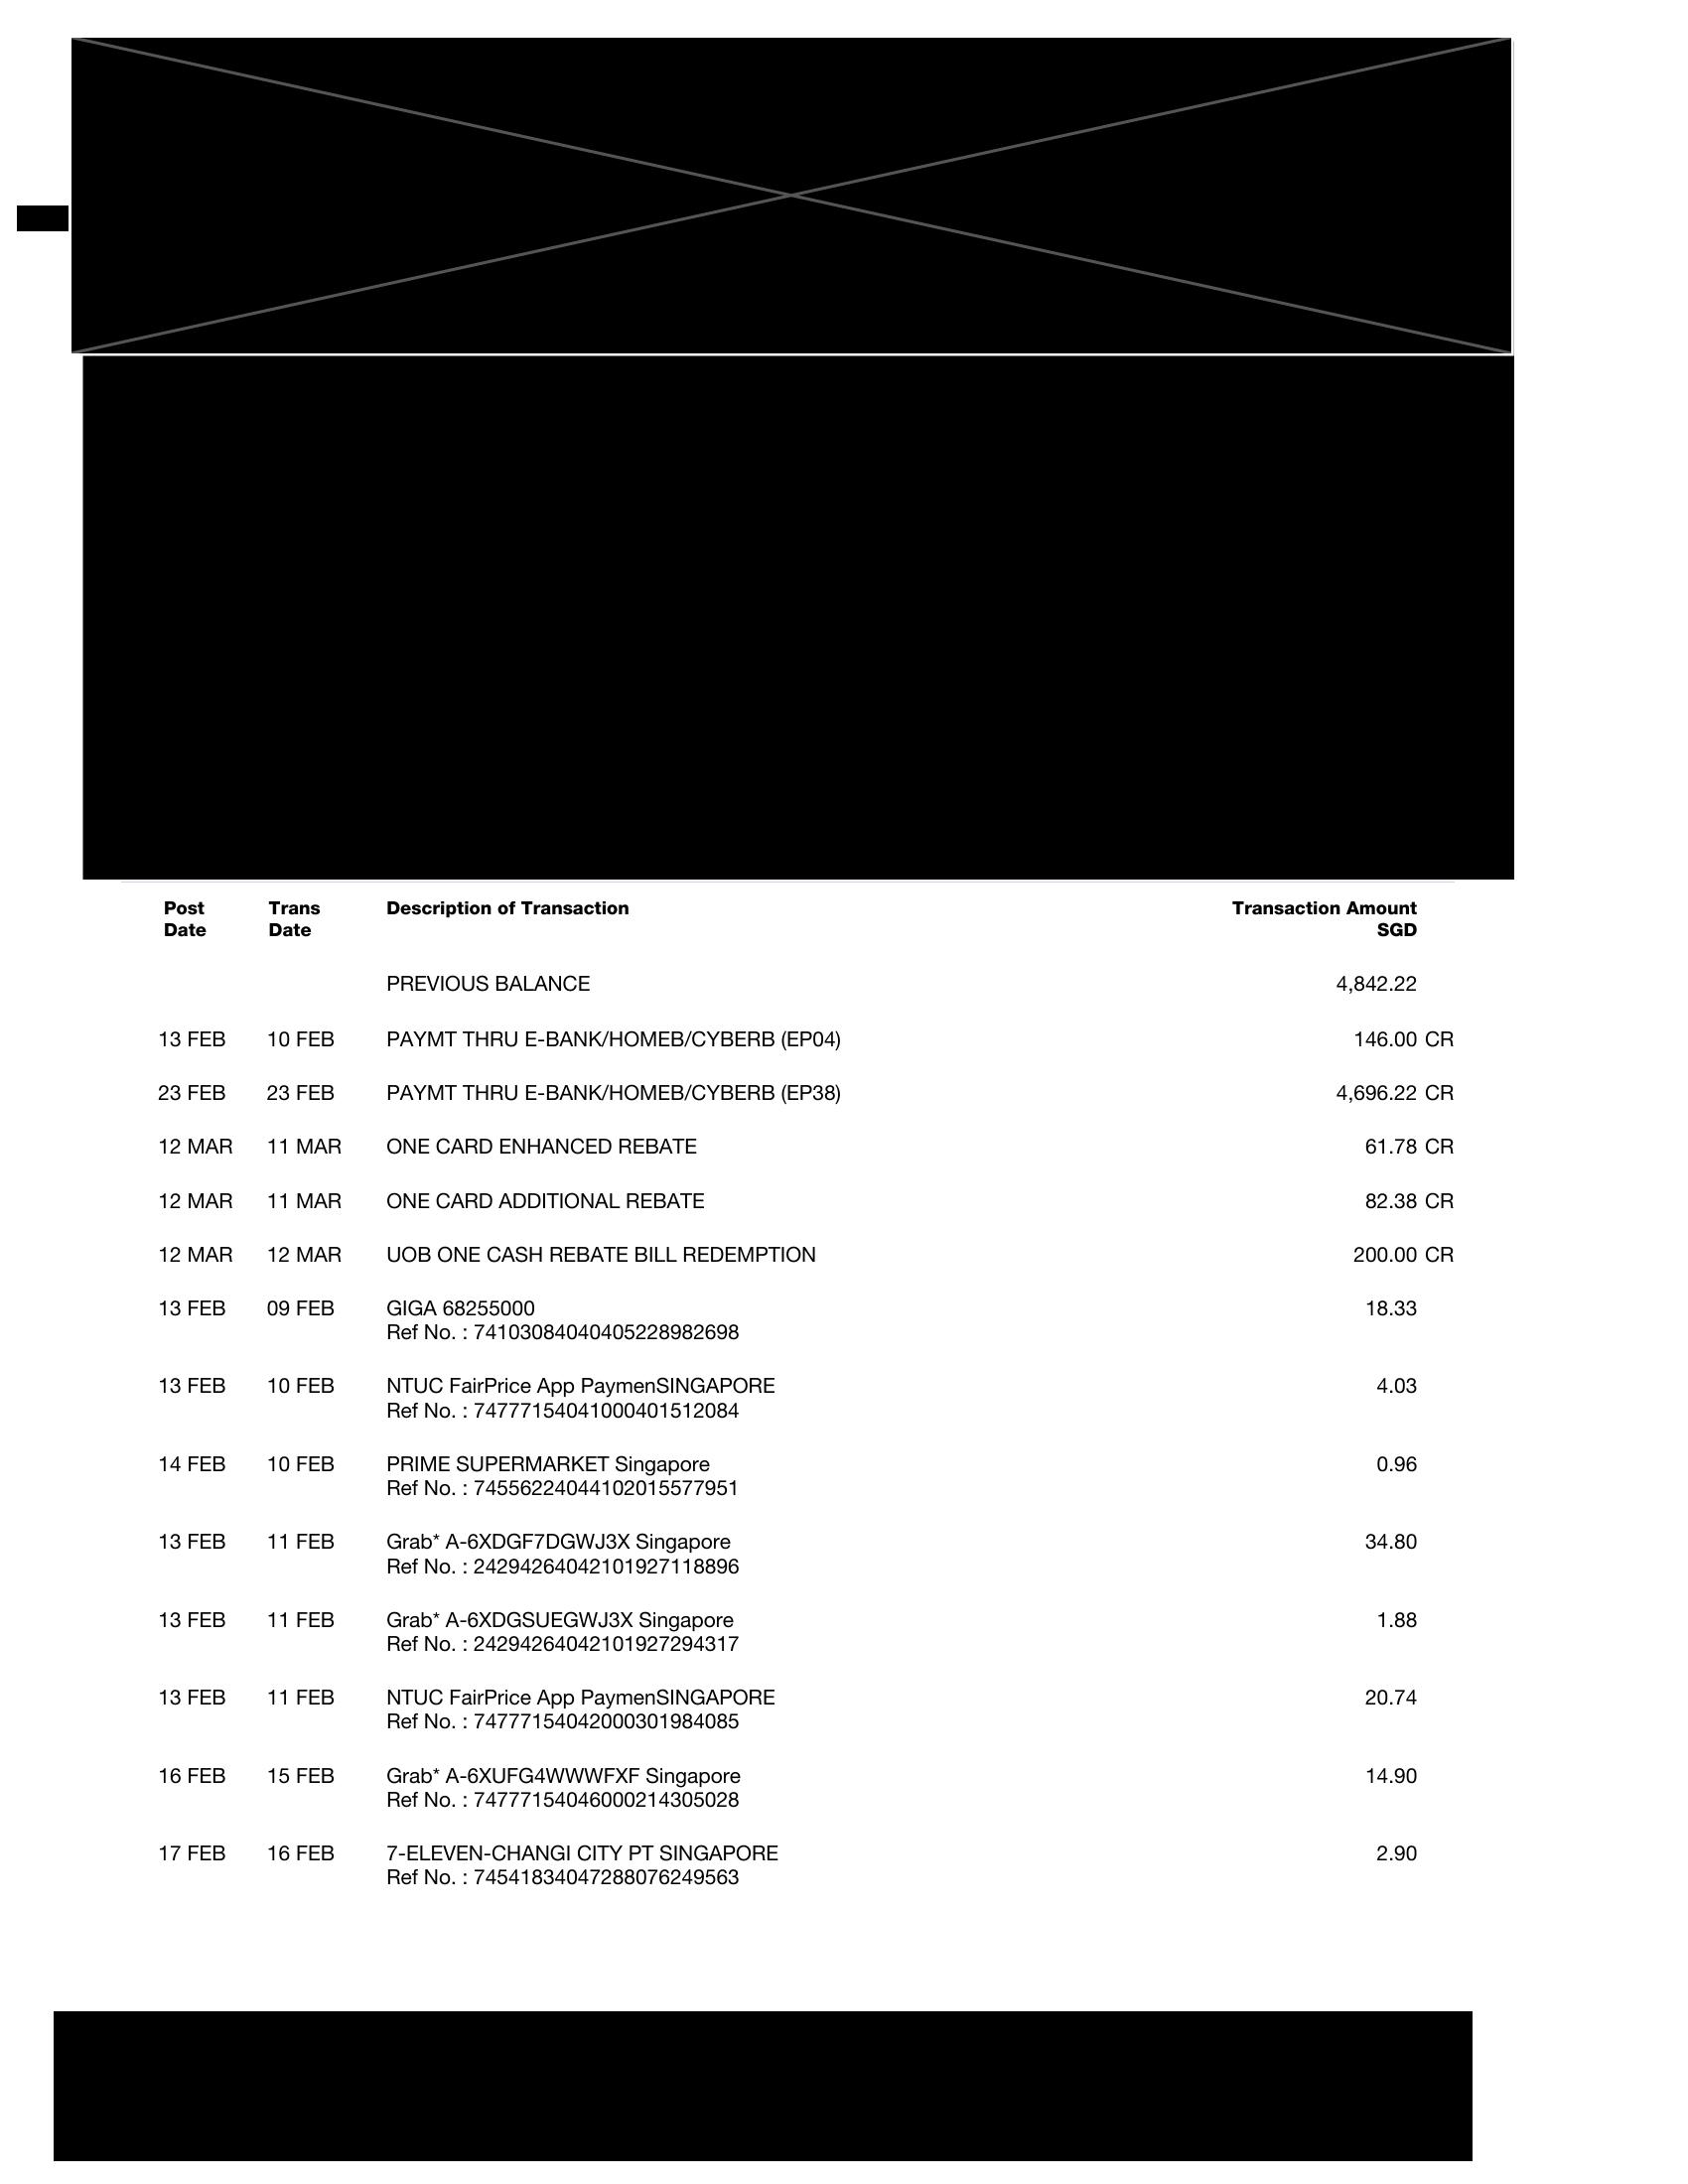 Post Date	Trans Date	Description of Transaction	Transaction Amount SGD
PREVIOUS BALANCE	4,842.22
13 FEB	10 FEB	PAYMT THRU E-BANK/HOMEB/CYBERB (EP04)	146.00 CR
23 FEB	23 FEB	PAYMT THRU E-BANK/HOMEB/CYBERB (EP38)	4,696.22 CR
12 MAR	11 MAR	ONE CARD ENHANCED REBATE	61.78 CR
12 MAR	11 MAR	ONE CARD ADDITIONAL REBATE	82.38 CR
12 MAR	12 MAR	UOB ONE CASH REBATE BILL REDEMPTION	200.00 CR
13 FEB	09 FEB	GIGA 68255000	18.33
Ref No. : 74103084040405228982698
13 FEB	10 FEB	NTUC FairPrice App PaymenSINGAPORE	4.03
Ref No. : 74777154041000401512084
14 FEB	10 FEB	PRIME SUPERMARKET Singapore	0.96
Ref No. : 74556224044102015577951
13 FEB	11 FEB	Grab* A-6XDGF7DGWJ3X Singapore	34.80
Ref No. : 24294264042101927118896
13 FEB	11 FEB	Grab* A-6XDGSUEGWJ3X Singapore	1.88
Ref No. : 24294264042101927294317
13 FEB	11 FEB	NTUC FairPrice App PaymenSINGAPORE	20.74
Ref No. : 74777154042000301984085
16 FEB	15 FEB	Grab* A-6XUFG4WWWFXF Singapore	14.90
Ref No. : 74777154046000214305028
17 FEB	16 FEB	7-ELEVEN-CHANGI CITY PT SINGAPORE	2.90
Ref No. : 74541834047288076249563